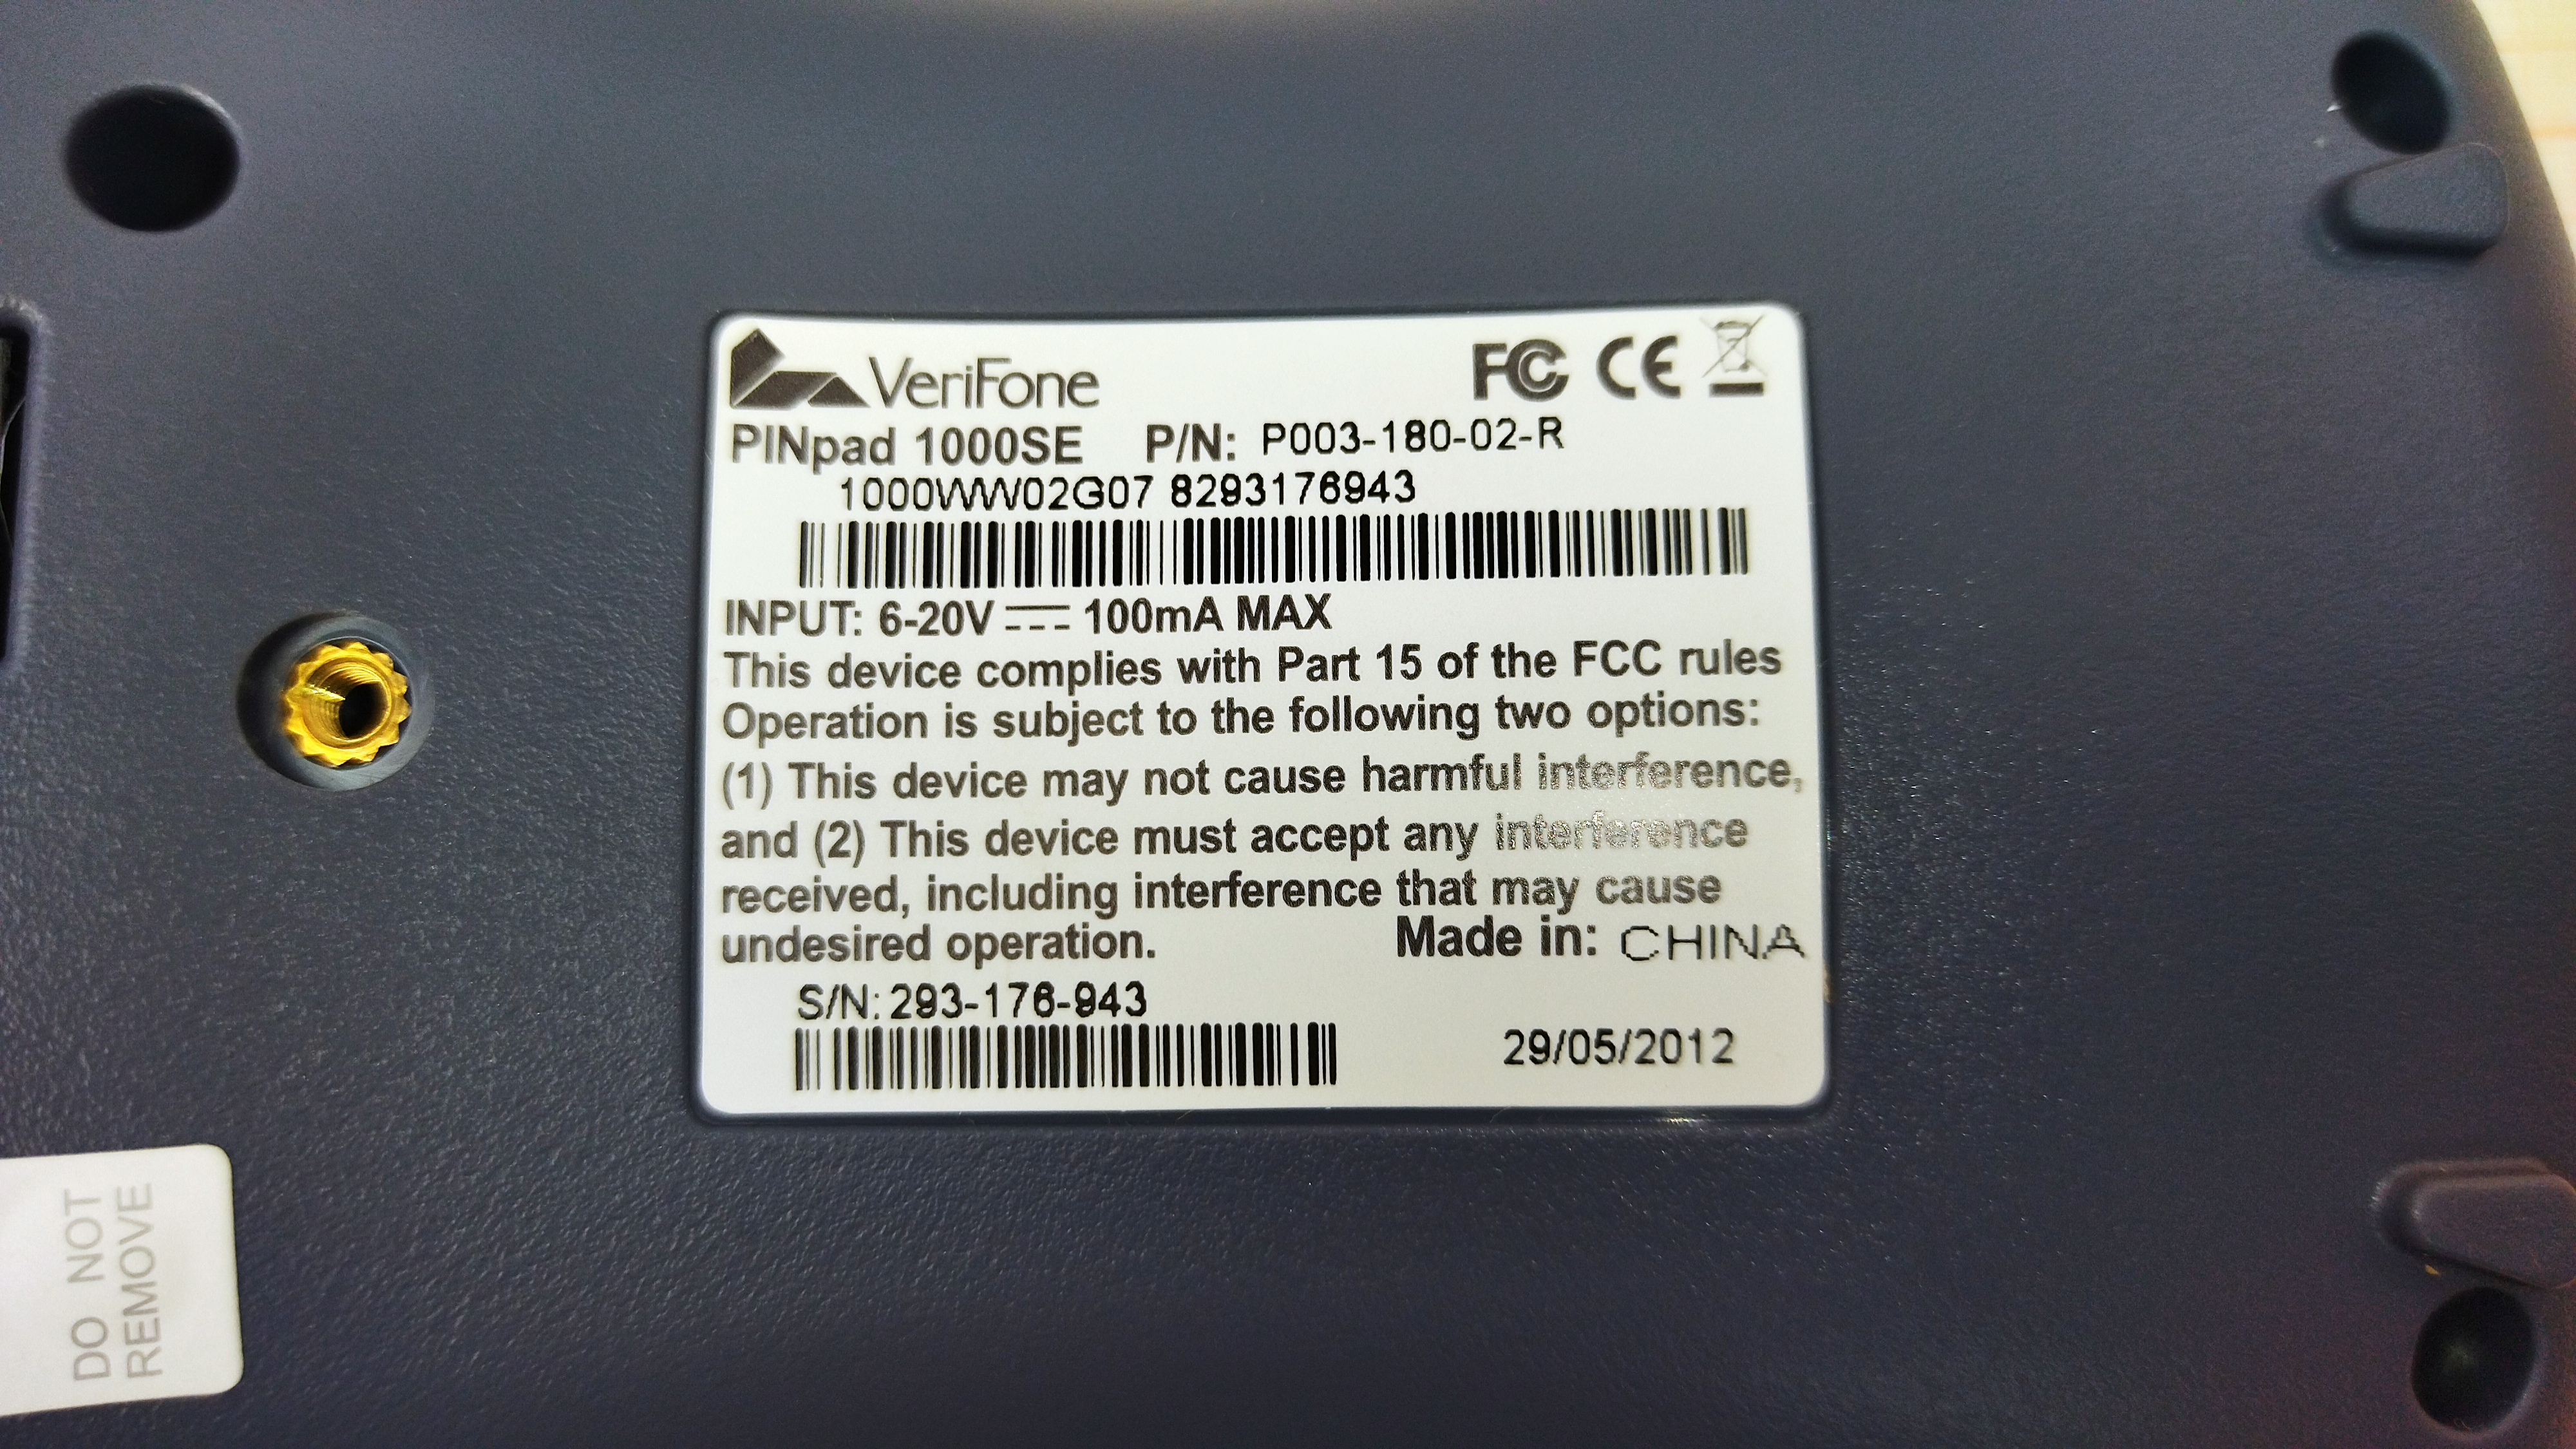 VeriFone FC CE
PINpad 1000SE P/N: P003-180-02-R
1000WW02G07 8293176943
INPUT: 6-20V ⎓ 100mA MAX
This device complies with Part 15 of the FCC rules
Operation is subject to the following two options:
(1) This device may not cause harmful interference,
and (2) This device must accept any interference
received, including interference that may cause
undesired operation. Made in: CHINA
S/N: 293-176-943
29/05/2012
DO NOT
REMOVE